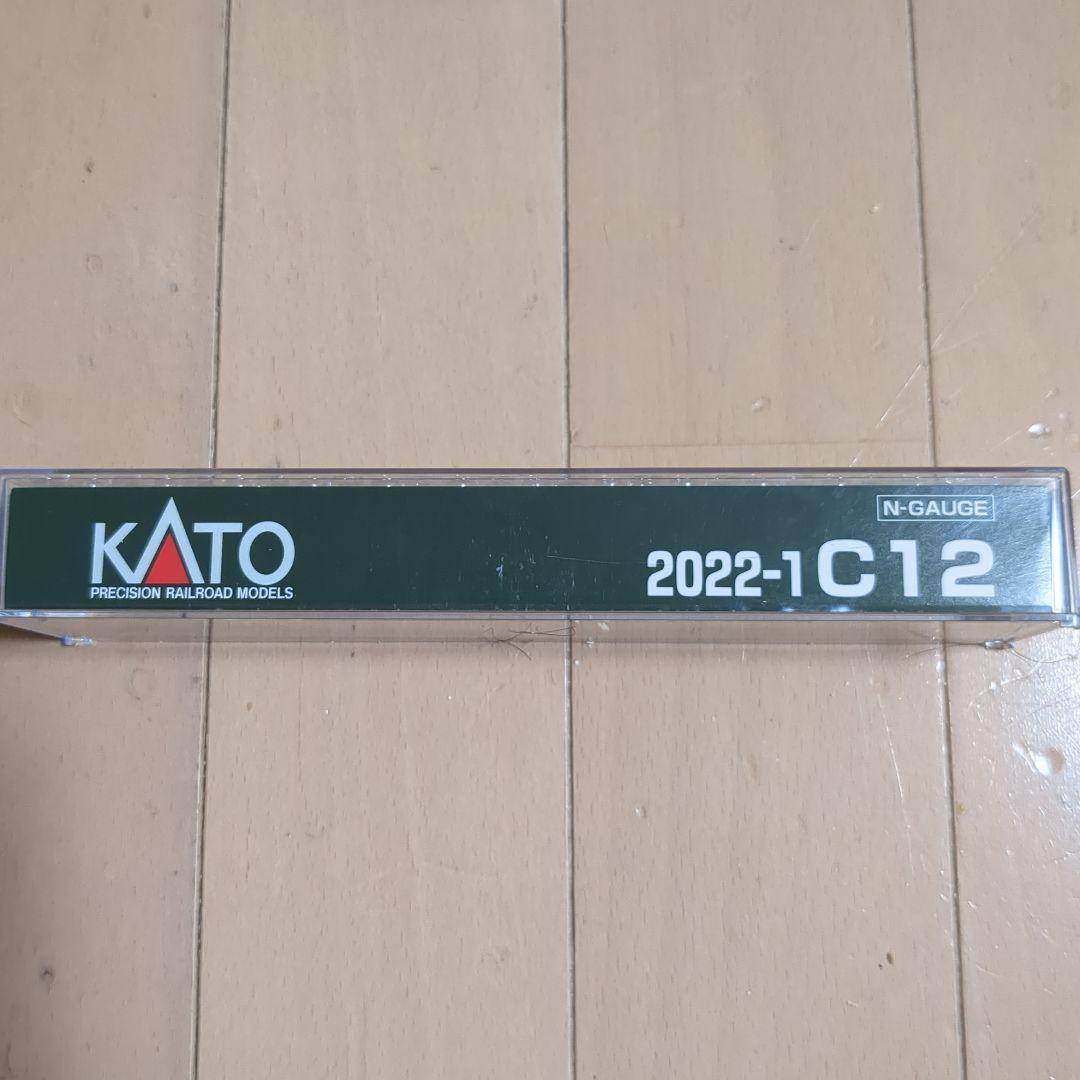 KATO
PRECISION RAILROAD MODELS
N-GAUGE
2022-1 C12